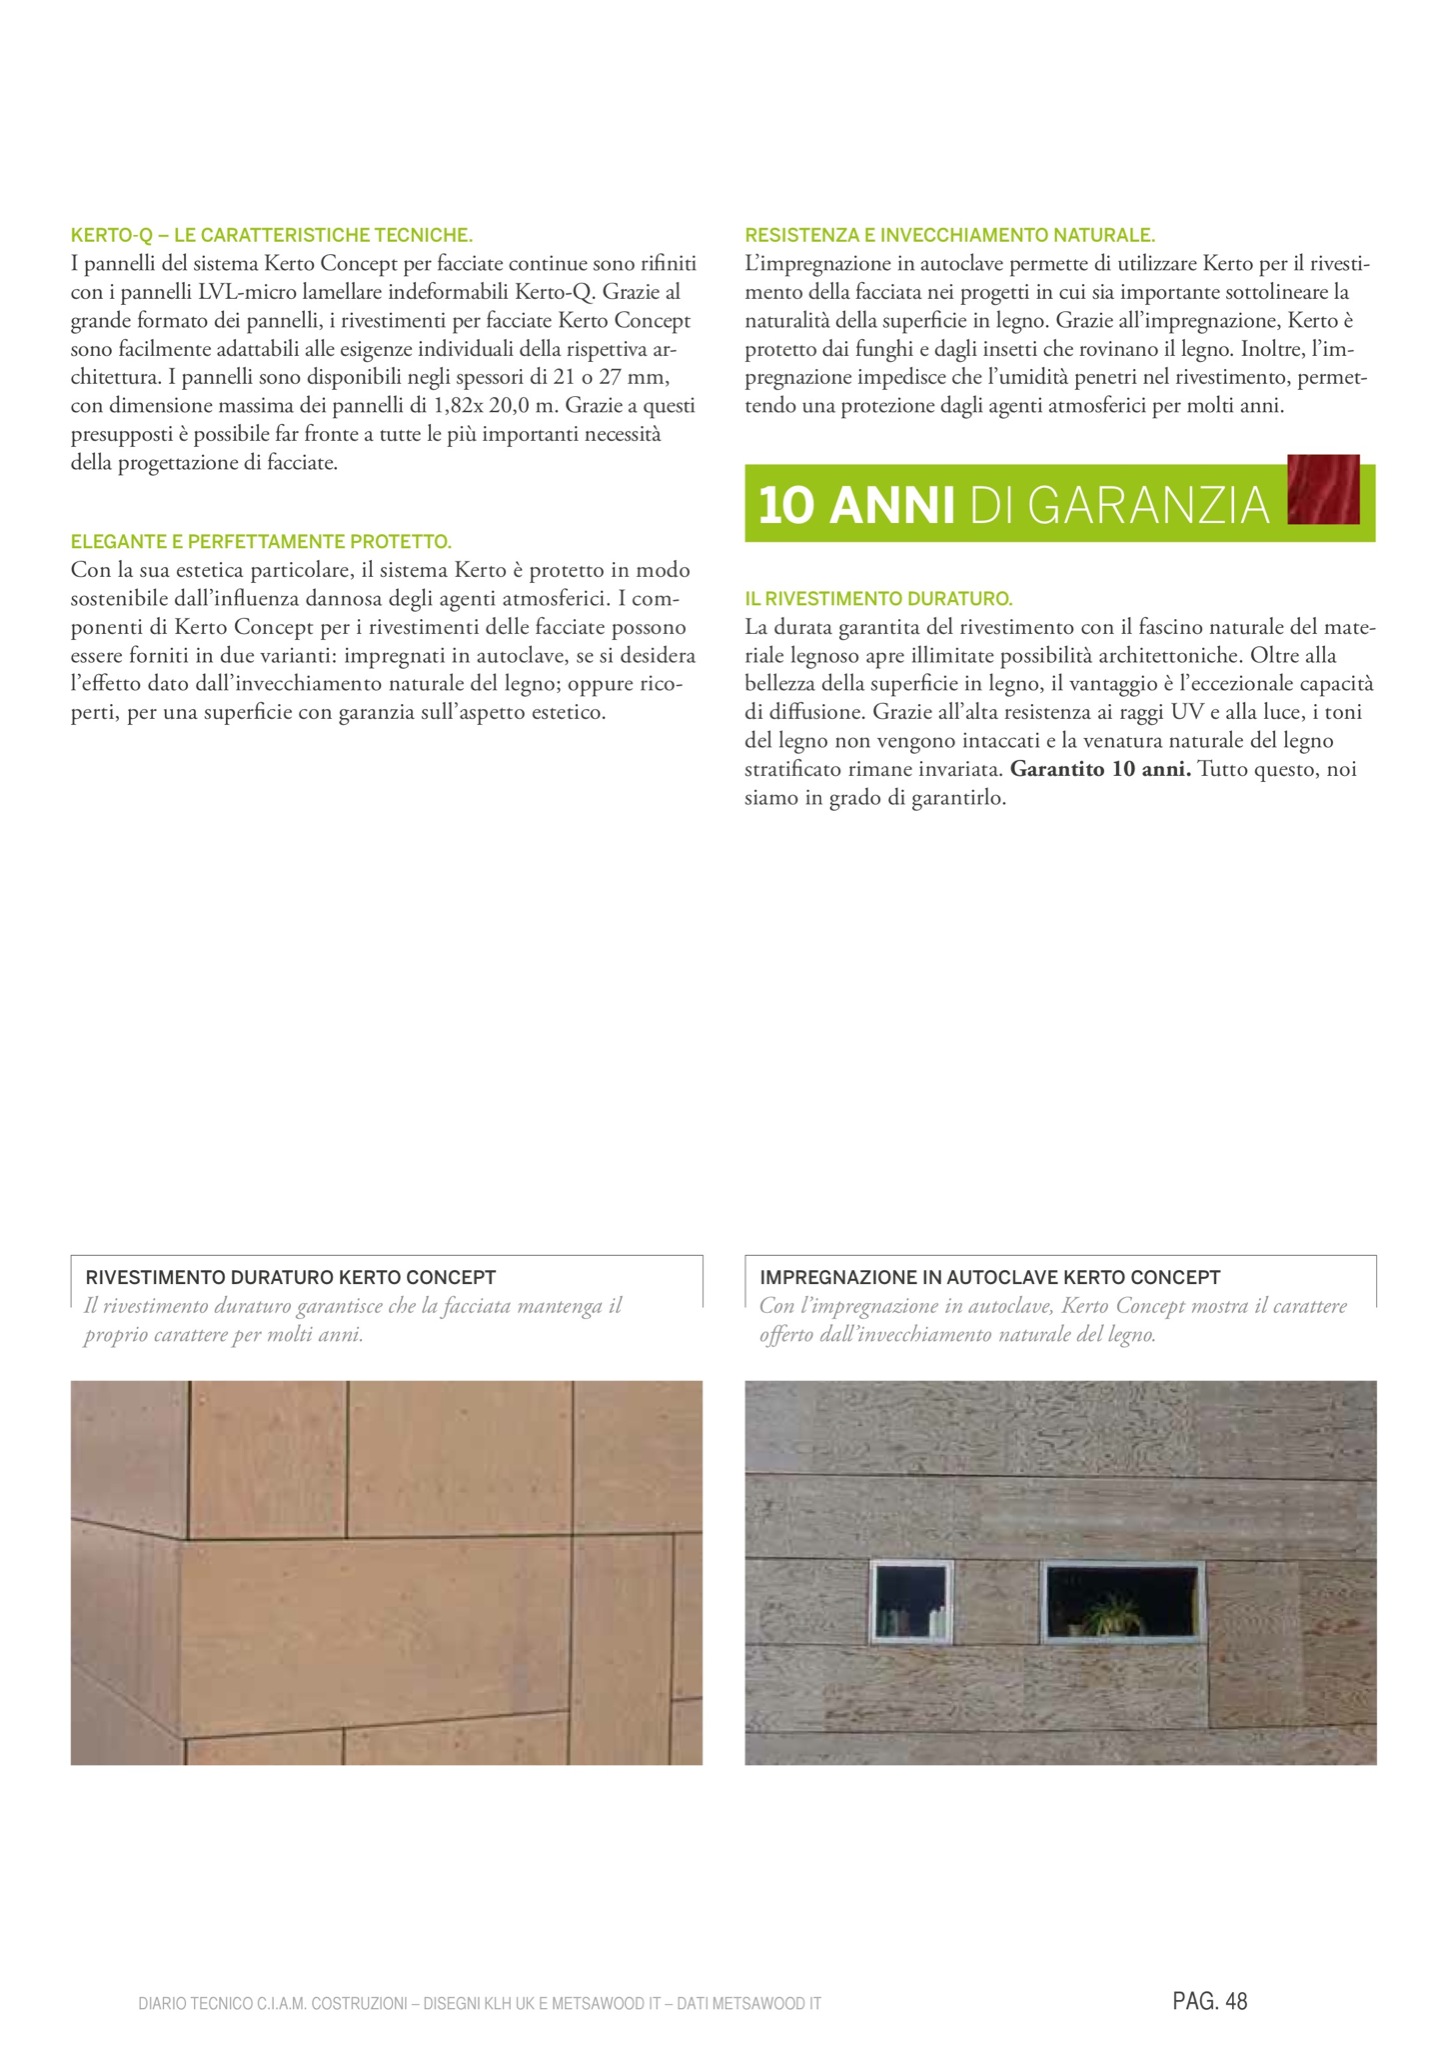 KERTO-Q – LE CARATTERISTICHE TECNICHE.
I pannelli del sistema Kerto Concept per facciate continue sono rifiniti
con i pannelli LVL-micro lamellare indeformabili Kerto-Q. Grazie al
grande formato dei pannelli, i rivestimenti per facciate Kerto Concept
sono facilmente adattabili alle esigenze individuali della rispettiva ar-
chitettura. I pannelli sono disponibili negli spessori di 21 o 27 mm,
con dimensione massima dei pannelli di 1,82x 20,0 m. Grazie a questi
presupposti è possibile far fronte a tutte le più importanti necessità
della progettazione di facciate.
ELEGANTE E PERFETTAMENTE PROTETTO.
Con la sua estetica particolare, il sistema Kerto è protetto in modo
sostenibile dall'influenza dannosa degli agenti atmosferici. I com-
ponenti di Kerto Concept per i rivestimenti delle facciate possono
essere forniti in due varianti: impregnati in autoclave, se si desidera
l'effetto dato dall'invecchiamento naturale del legno; oppure rico-
perti, per una superficie con garanzia sull'aspetto estetico.
RESISTENZA E INVECCHIAMENTO NATURALE.
L'impregnazione in autoclave permette di utilizzare Kerto per il rivesti-
mento della facciata nei progetti in cui sia importante sottolineare la
naturalità della superficie in legno. Grazie all'impregnazione, Kerto è
protetto dai funghi e dagli insetti che rovinano il legno. Inoltre, l'im-
pregnazione impedisce che l'umidità penetri nel rivestimento, permet-
tendo una protezione dagli agenti atmosferici per molti anni.
10 ANNI DI GARANZIA
IL RIVESTIMENTO DURATURO.
La durata garantita del rivestimento con il fascino naturale del mate-
riale legnoso apre illimitate possibilità architettoniche. Oltre alla
bellezza della superficie in legno, il vantaggio è l'eccezionale capacità
di diffusione. Grazie all'alta resistenza ai raggi UV e alla luce, i toni
del legno non vengono intaccati e la venatura naturale del legno
stratificato rimane invariata. Garantito 10 anni. Tutto questo, noi
siamo in grado di garantirlo.
RIVESTIMENTO DURATURO KERTO CONCEPT
Il rivestimento duraturo garantisce che la facciata mantenga il
proprio carattere per molti anni.
IMPREGNAZIONE IN AUTOCLAVE KERTO CONCEPT
Con l'impregnazione in autoclave, Kerto Concept mostra il carattere
offerto dall'invecchiamento naturale del legno.
DIARIO TECNICO C.I.A.M. COSTRUZIONI – DISEGNI KLH UK E METSAWOOD IT – DATI METSAWOOD IT
PAG. 48